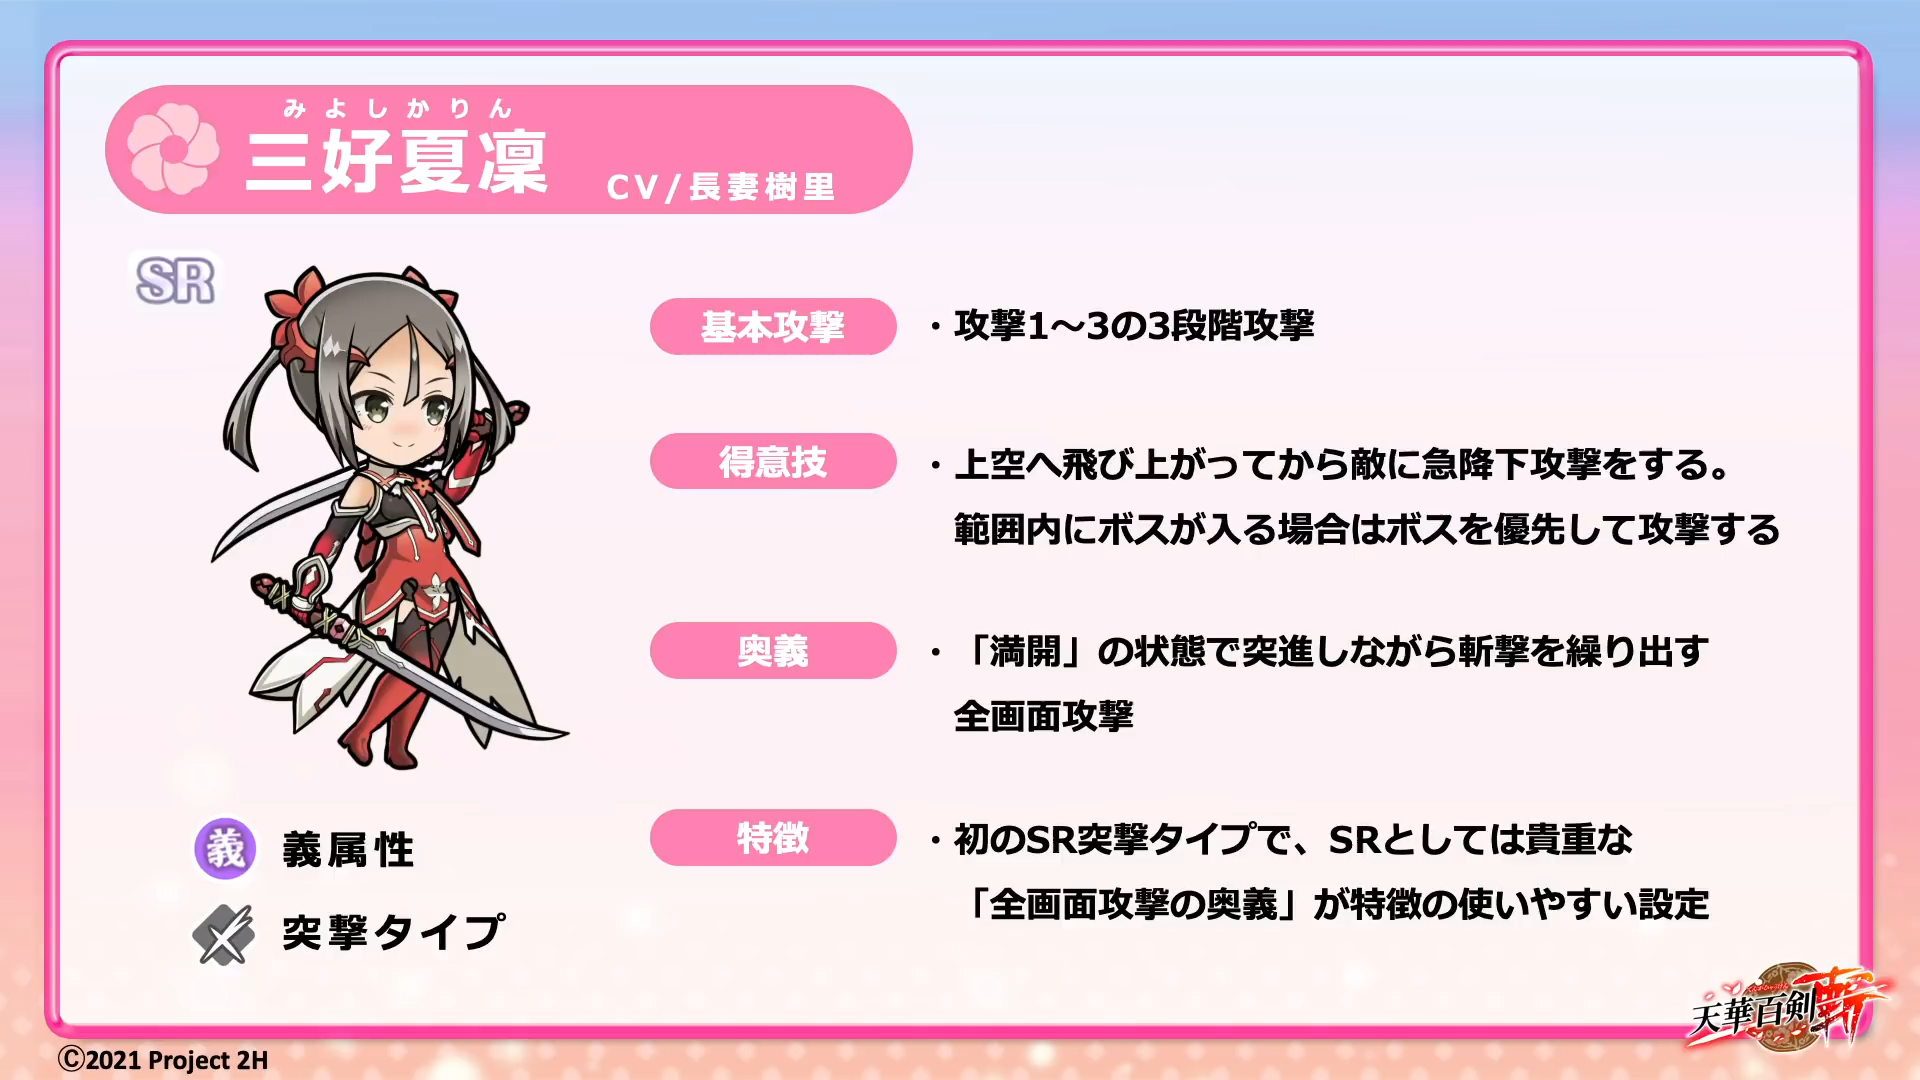 みよしかりん
三好夏凜
CV/長妻樹里
SR
基本攻撃
・攻撃1～3の3段階攻撃
得意技
・上空へ飛び上がってから敵に急降下攻撃をする。
範囲内にボスが入る場合はボスを優先して攻撃する
奥義
・「満開」の状態で突進しながら斬撃を繰り出す
全画面攻撃
特徴
・初のSR突撃タイプで、SRとしては貴重な
「全画面攻撃の奥義」が特徴の使いやすい設定
義 義属性
突撃タイプ
天華百剣 斬
©2021 Project 2H